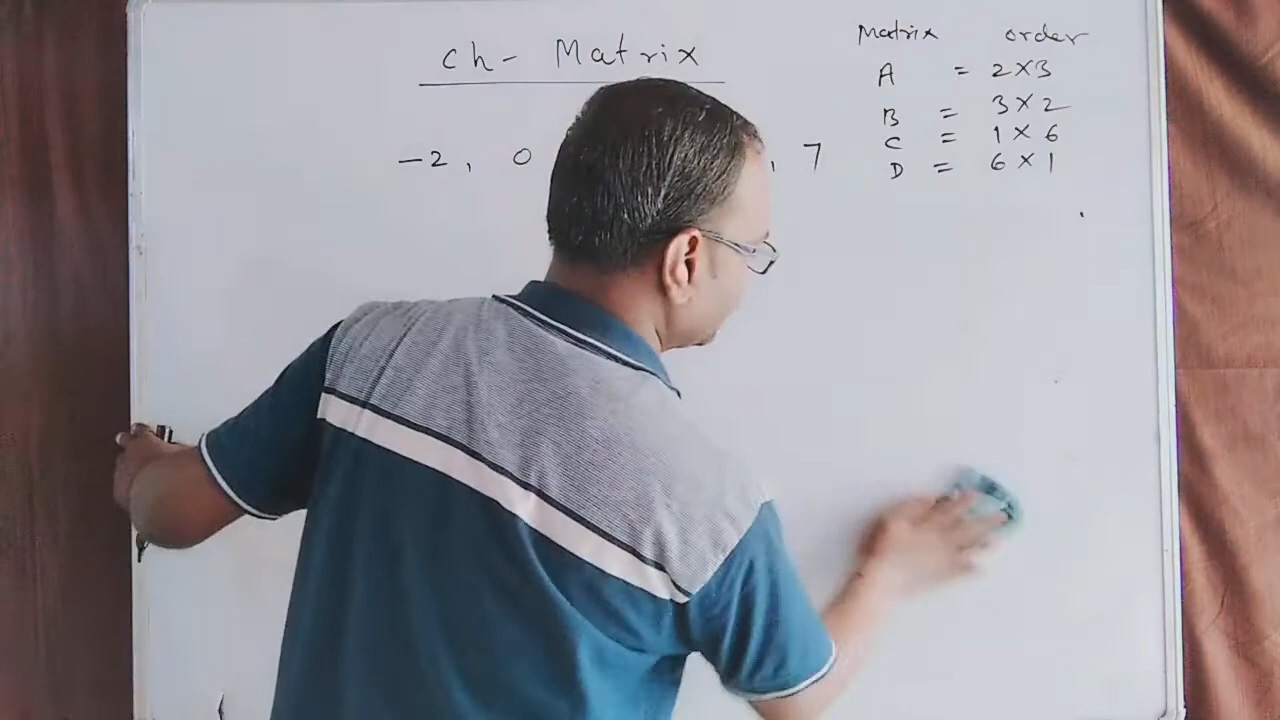 ch- Matrix
-2, 0 , 7
Matrix order
A = 2×3
B = 3×2
C = 1×6
D = 6×1